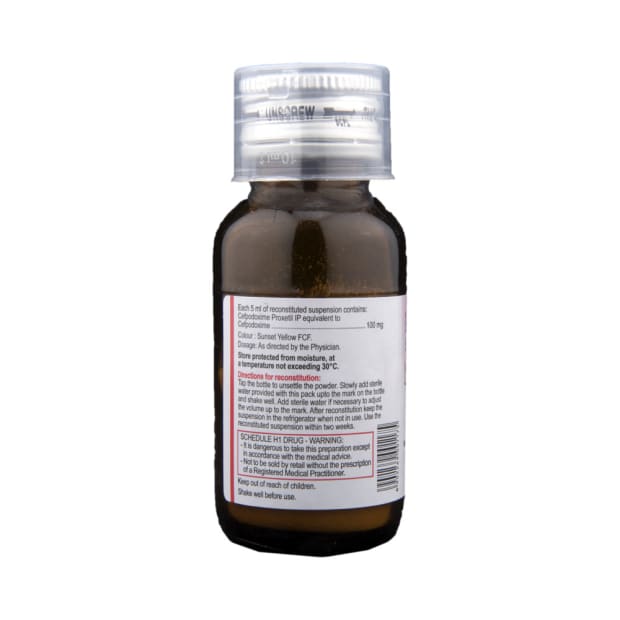 UNSCREW
10 ml
Each 5 ml of reconstituted suspension contains:
Cefpodoxime Proxetil IP equivalent to
Cefpodoxime ........................................ 100 mg
Colour : Sunset Yellow FCF.
Dosage: As directed by the Physician.
Store protected from moisture, at
a temperature not exceeding 30°C.
Directions for reconstitution:
Tap the bottle to unsettle the powder. Slowly add sterile
water provided with this pack upto the mark on the bottle
and shake well. Add sterile water if necessary to adjust
the volume up to the mark. After reconstitution keep the
suspension in the refrigerator when not in use. Use the
reconstituted suspension within two weeks.
SCHEDULE H1 DRUG - WARNING:
- It is dangerous to take this preparation except
in accordance with the medical advice.
- Not to be sold by retail without the prescription
of a Registered Medical Practitioner.
Keep out of reach of children.
Shake well before use.